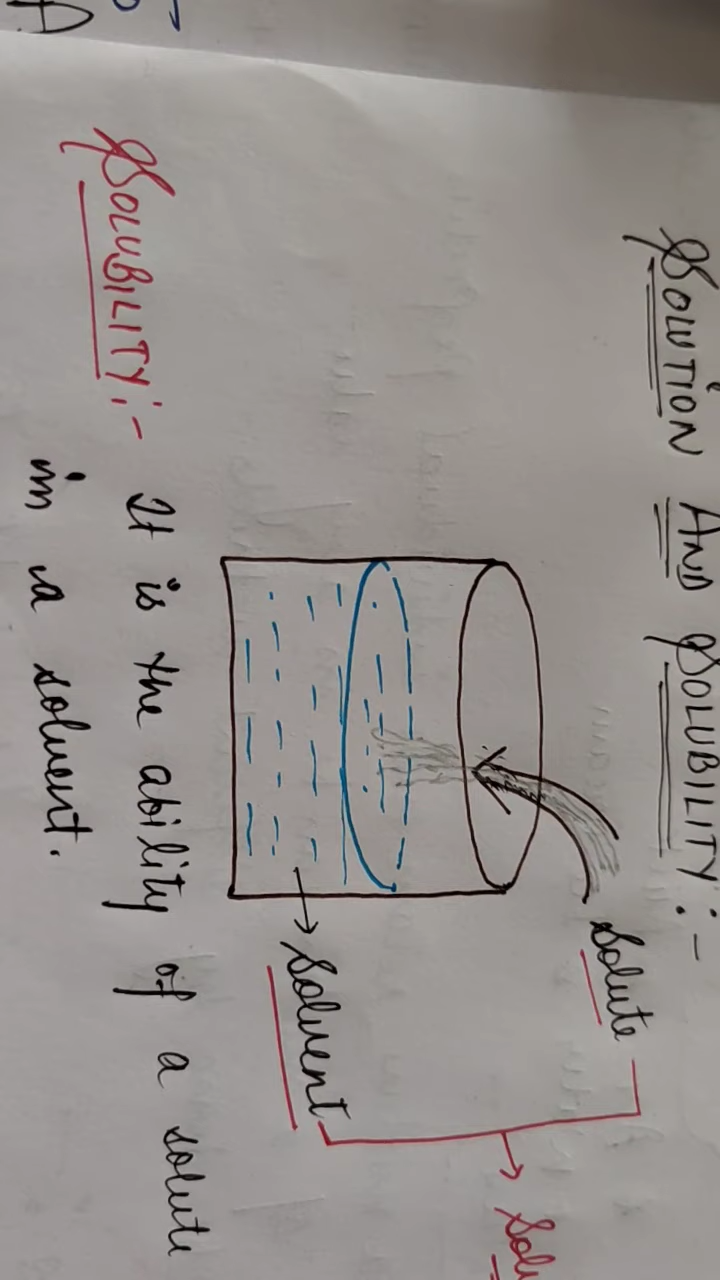 SOLUTION AND SOLUBILITY :-
Solute
Solvent
SOLUBILITY :- It is the ability of a solute
in a solvent.